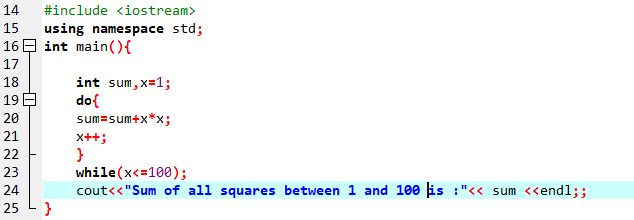 14 #include <iostream>
15 using namespace std;
16 int main(){
17
18 int sum,x=1;
19 do{
20 sum=sum+x*x;
21 x++;
22 }
23 while(x<=100);
24 cout<<"Sum of all squares between 1 and 100 is :"<< sum <<endl;;
25 }